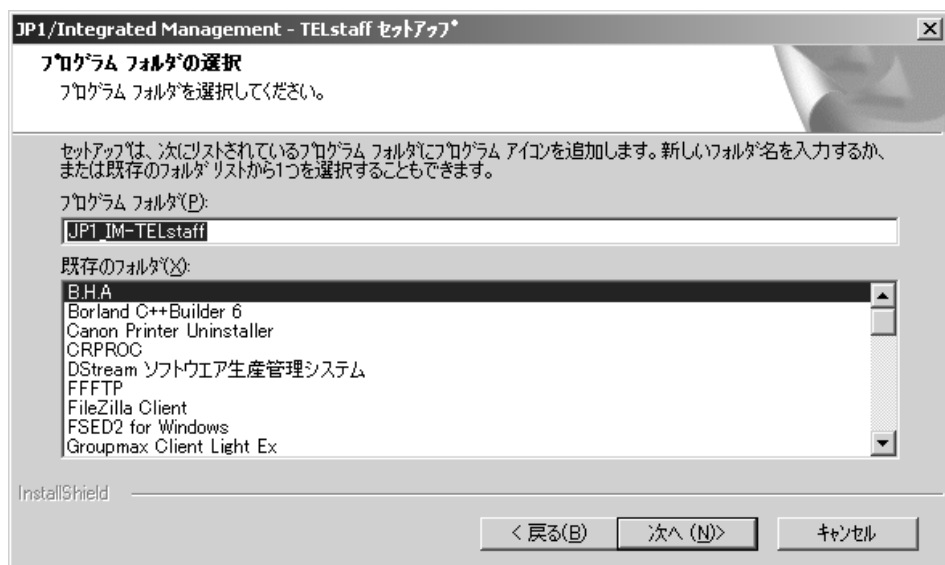 JP1/Integrated Management - TELstaff セットアップ
プログラム フォルダの選択
プログラム フォルダを選択してください。
セットアップは、次にリストされているプログラム フォルダにプログラム アイコンを追加します。新しいフォルダ名を入力するか、
または既存のフォルダ リストから1つを選択することもできます。
プログラム フォルダ(P):
JP1_IM-TELstaff
既存のフォルダ(X):
B.H.A
Borland C++Builder 6
Canon Printer Uninstaller
CRPROC
DStream ソフトウエア生産管理システム
FFFTP
FileZilla Client
FSED2 for Windows
Groupmax Client Light Ex
InstallShield
< 戻る(B)
次へ (N)>
キャンセル